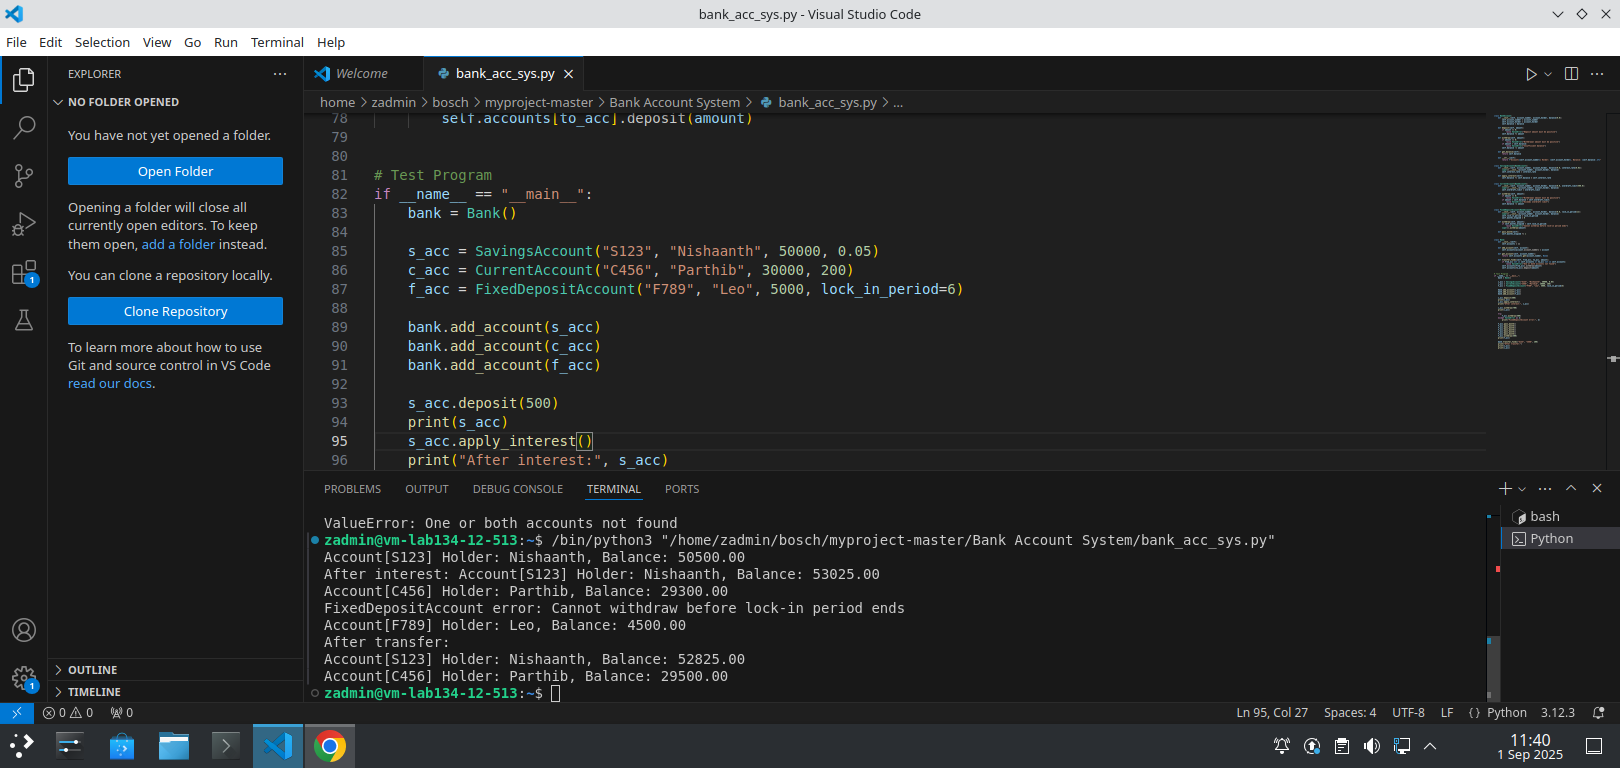 bank_acc_sys.py - Visual Studio Code
File Edit Selection View Go Run Terminal Help
EXPLORER
NO FOLDER OPENED
You have not yet opened a folder.
Open Folder
Opening a folder will close all
currently open editors. To keep
them open, add a folder instead.
You can clone a repository locally.
Clone Repository
To learn more about how to use
Git and source control in VS Code
read our docs.
OUTLINE
TIMELINE
1
1
Welcome
bank_acc_sys.py
home > zadmin > bosch > myproject-master > Bank Account System > bank_acc_sys.py > ...
78 self.accounts[to_acc].deposit(amount)
79
80
81 # Test Program
82 if __name__ == "__main__":
83 bank = Bank()
84
85 s_acc = SavingsAccount("S123", "Nishaanth", 50000, 0.05)
86 c_acc = CurrentAccount("C456", "Parthib", 30000, 200)
87 f_acc = FixedDepositAccount("F789", "Leo", 5000, lock_in_period=6)
88
89 bank.add_account(s_acc)
90 bank.add_account(c_acc)
91 bank.add_account(f_acc)
92
93 s_acc.deposit(500)
94 print(s_acc)
95 s_acc.apply_interest()
96 print("After interest:", s_acc)
PROBLEMS OUTPUT DEBUG CONSOLE TERMINAL PORTS
ValueError: One or both accounts not found
zadmin@vm-lab134-12-513:~$ /bin/python3 "/home/zadmin/bosch/myproject-master/Bank Account System/bank_acc_sys.py"
Account[S123] Holder: Nishaanth, Balance: 50500.00
After interest: Account[S123] Holder: Nishaanth, Balance: 53025.00
Account[C456] Holder: Parthib, Balance: 29300.00
FixedDepositAccount error: Cannot withdraw before lock-in period ends
Account[F789] Holder: Leo, Balance: 4500.00
After transfer:
Account[S123] Holder: Nishaanth, Balance: 52825.00
Account[C456] Holder: Parthib, Balance: 29500.00
zadmin@vm-lab134-12-513:~$
bash
Python
0 0 0
Ln 95, Col 27 Spaces: 4 UTF-8 LF {} Python 3.12.3
11:40
1 Sep 2025